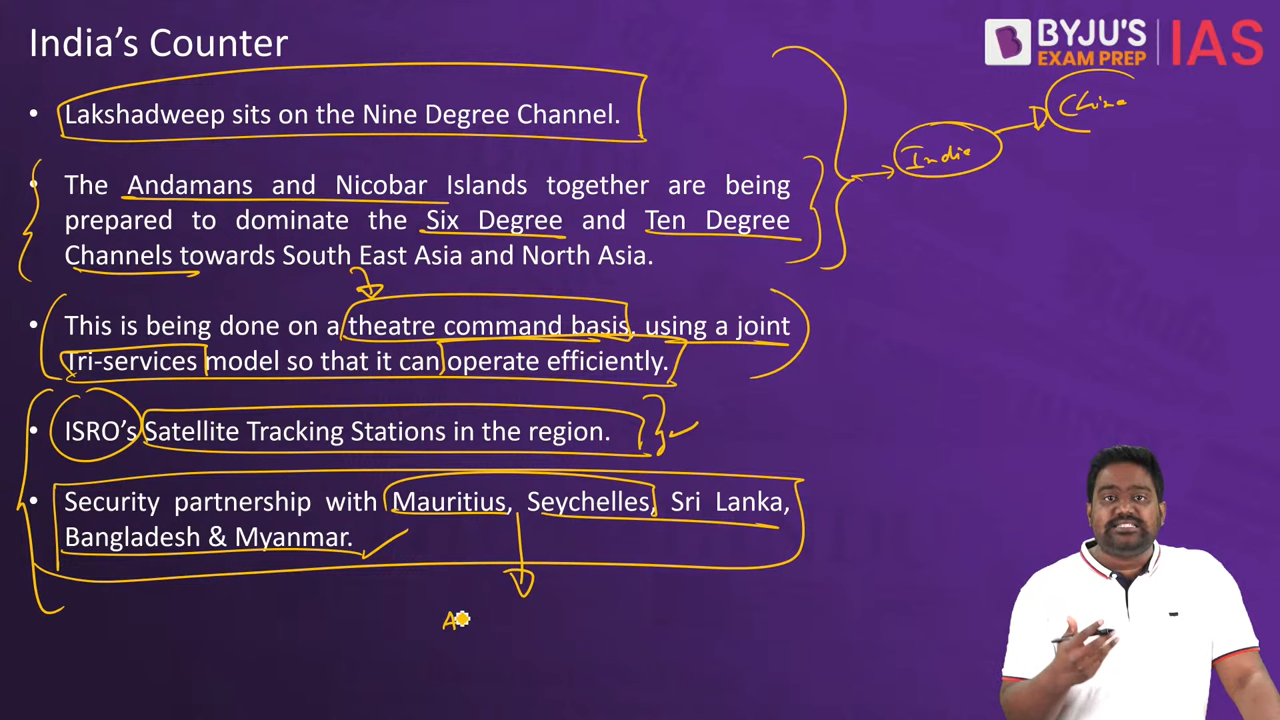 India's Counter
BYJU'S
EXAM PREP
IAS
• Lakshadweep sits on the Nine Degree Channel.
China
India
• The Andamans and Nicobar Islands together are being
prepared to dominate the Six Degree and Ten Degree
Channels towards South East Asia and North Asia.
• This is being done on a theatre command basis, using a joint
Tri-services model so that it can operate efficiently.
• ISRO's Satellite Tracking Stations in the region.
• Security partnership with Mauritius, Seychelles, Sri Lanka,
Bangladesh & Myanmar.